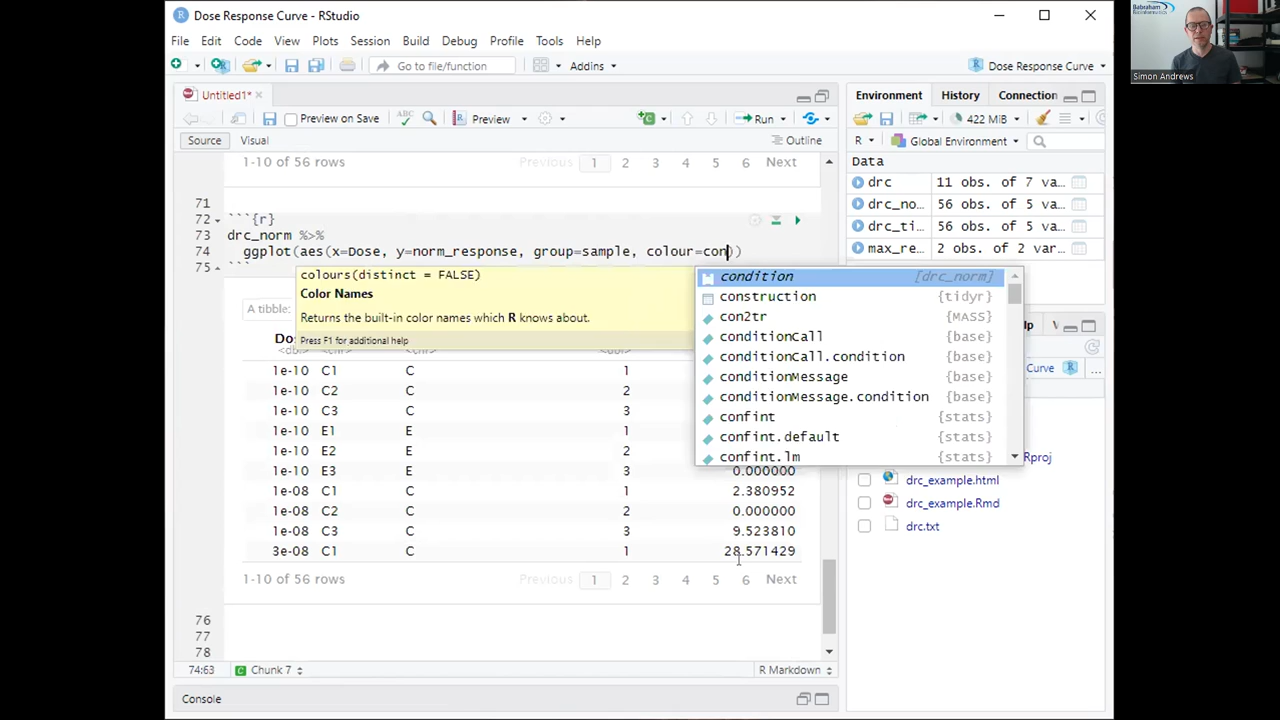 Dose Response Curve - RStudio
File Edit Code View Plots Session Build Debug Profile Tools Help
Go to file/function Addins Dose Response Curve
Untitled1*
Preview on Save ABC Preview Run
Source Visual Outline
1-10 of 56 rows Previous 1 2 3 4 5 6 Next
71
72 ```{r}
73 drc_norm %>%
74 ggplot(aes(x=Dose, y=norm_response, group=sample, colour=con))
75 ```
colours(distinct = FALSE)
Color Names
Returns the built-in color names which R knows about.
Press F1 for additional help
condition [drc_norm]
construction {tidyr}
con2tr {MASS}
conditionCall {base}
conditionCall.condition {base}
conditionMessage {base}
conditionMessage.condition {base}
confint {stats}
confint.default {stats}
confint.lm {stats}
A tibble:
Do
1e-10 C1 C 1
1e-10 C2 C 2
1e-10 C3 C 3
1e-10 E1 E 1
1e-10 E2 E 2
1e-10 E3 E 3 0.000000
1e-08 C1 C 1 2.380952
1e-08 C2 C 2 0.000000
1e-08 C3 C 3 9.523810
3e-08 C1 C 1 28.571429
1-10 of 56 rows Previous 1 2 3 4 5 6 Next
76
77
78
74:63 Chunk 7 R Markdown
Console
Environment History Connection
422 MiB
R Global Environment
Data
drc 11 obs. of 7 va…
drc_no… 56 obs. of 5 va…
drc_ti… 56 obs. of 5 va…
max_re… 2 obs. of 2 var…
lp
Curve ...
Rproj
drc_example.html
drc_example.Rmd
drc.txt
Babraham
Bioinformatics
Simon Andrews